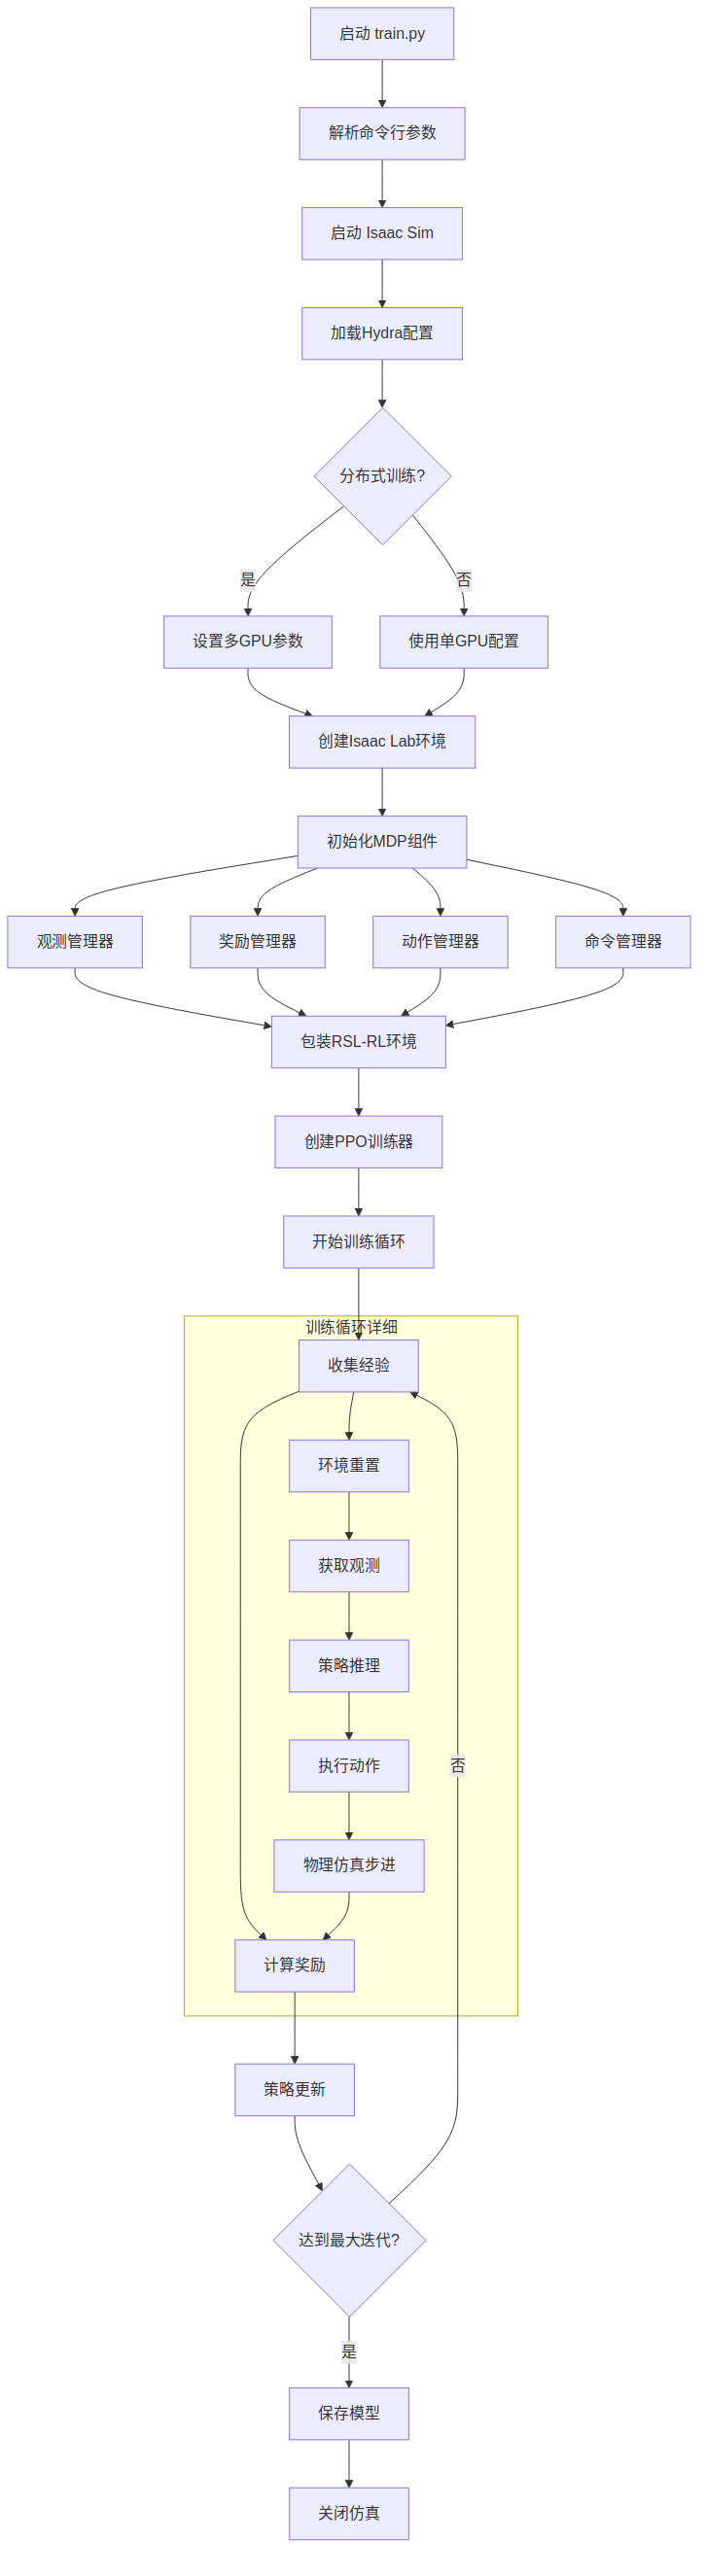 启动 train.py
解析命令行参数
启动 Isaac Sim
加载Hydra配置
分布式训练?
是
否
设置多GPU参数
使用单GPU配置
创建Isaac Lab环境
初始化MDP组件
观测管理器
奖励管理器
动作管理器
命令管理器
包装RSL-RL环境
创建PPO训练器
开始训练循环
训练循环详细
收集经验
环境重置
获取观测
策略推理
执行动作
否
物理仿真步进
计算奖励
策略更新
达到最大迭代?
是
保存模型
关闭仿真